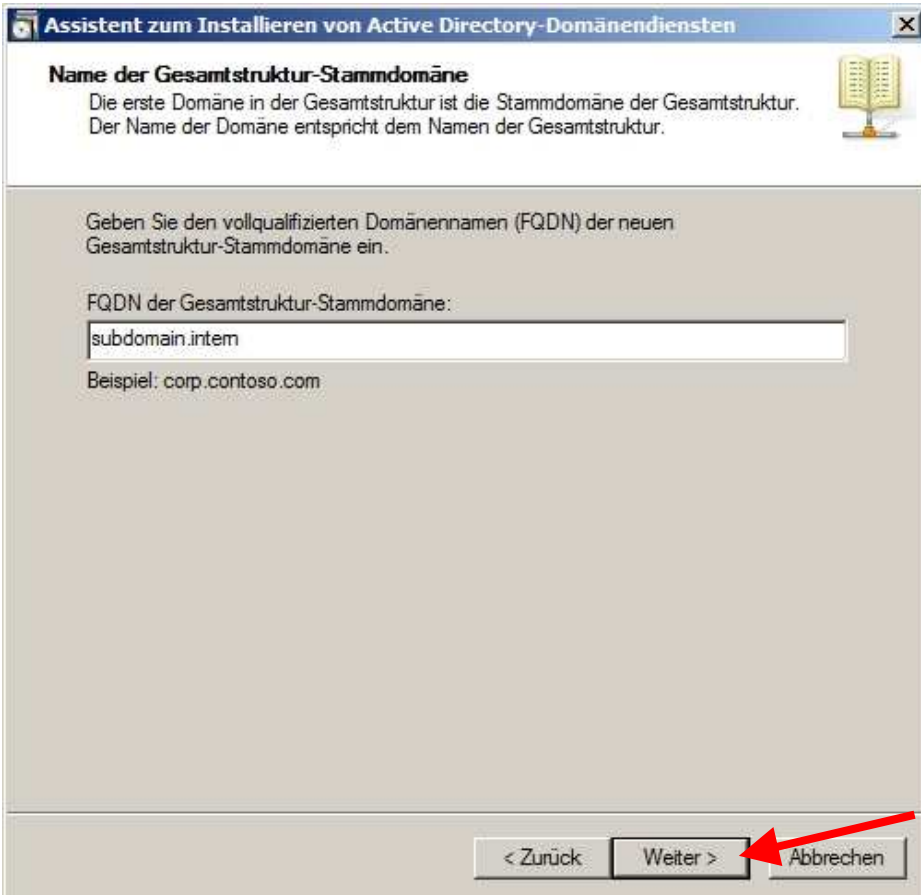 Assistent zum Installieren von Active Directory-Domänendiensten
Name der Gesamtstruktur-Stammdomäne
Die erste Domäne in der Gesamtstruktur ist die Stammdomäne der Gesamtstruktur.
Der Name der Domäne entspricht dem Namen der Gesamtstruktur.
Geben Sie den vollqualifizierten Domänennamen (FQDN) der neuen
Gesamtstruktur-Stammdomäne ein.
FQDN der Gesamtstruktur-Stammdomäne:
subdomain.intern
Beispiel: corp.contoso.com
< Zurück Weiter > Abbrechen